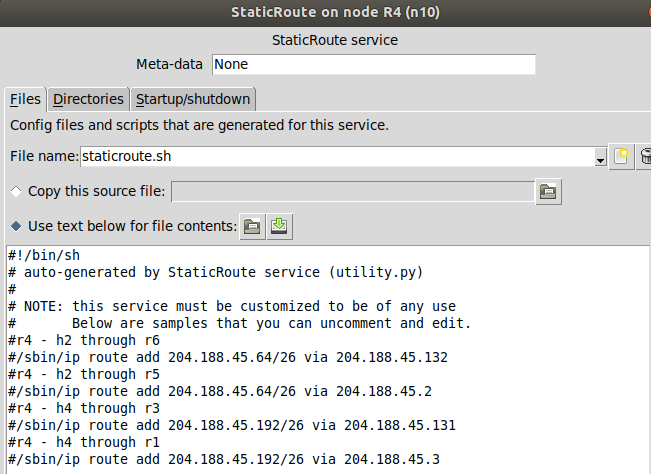 StaticRoute on node R4 (n10)
StaticRoute service
Meta-data None
Files Directories Startup/shutdown
Config files and scripts that are generated for this service.
File name: staticroute.sh
Copy this source file:
Use text below for file contents:
#!/bin/sh
# auto-generated by StaticRoute service (utility.py)
#
# NOTE: this service must be customized to be of any use
#       Below are samples that you can uncomment and edit.
#r4 - h2 through r6
#/sbin/ip route add 204.188.45.64/26 via 204.188.45.132
#r4 - h2 through r5
#/sbin/ip route add 204.188.45.64/26 via 204.188.45.2
#r4 - h4 through r3
#/sbin/ip route add 204.188.45.192/26 via 204.188.45.131
#r4 - h4 through r1
#/sbin/ip route add 204.188.45.192/26 via 204.188.45.3